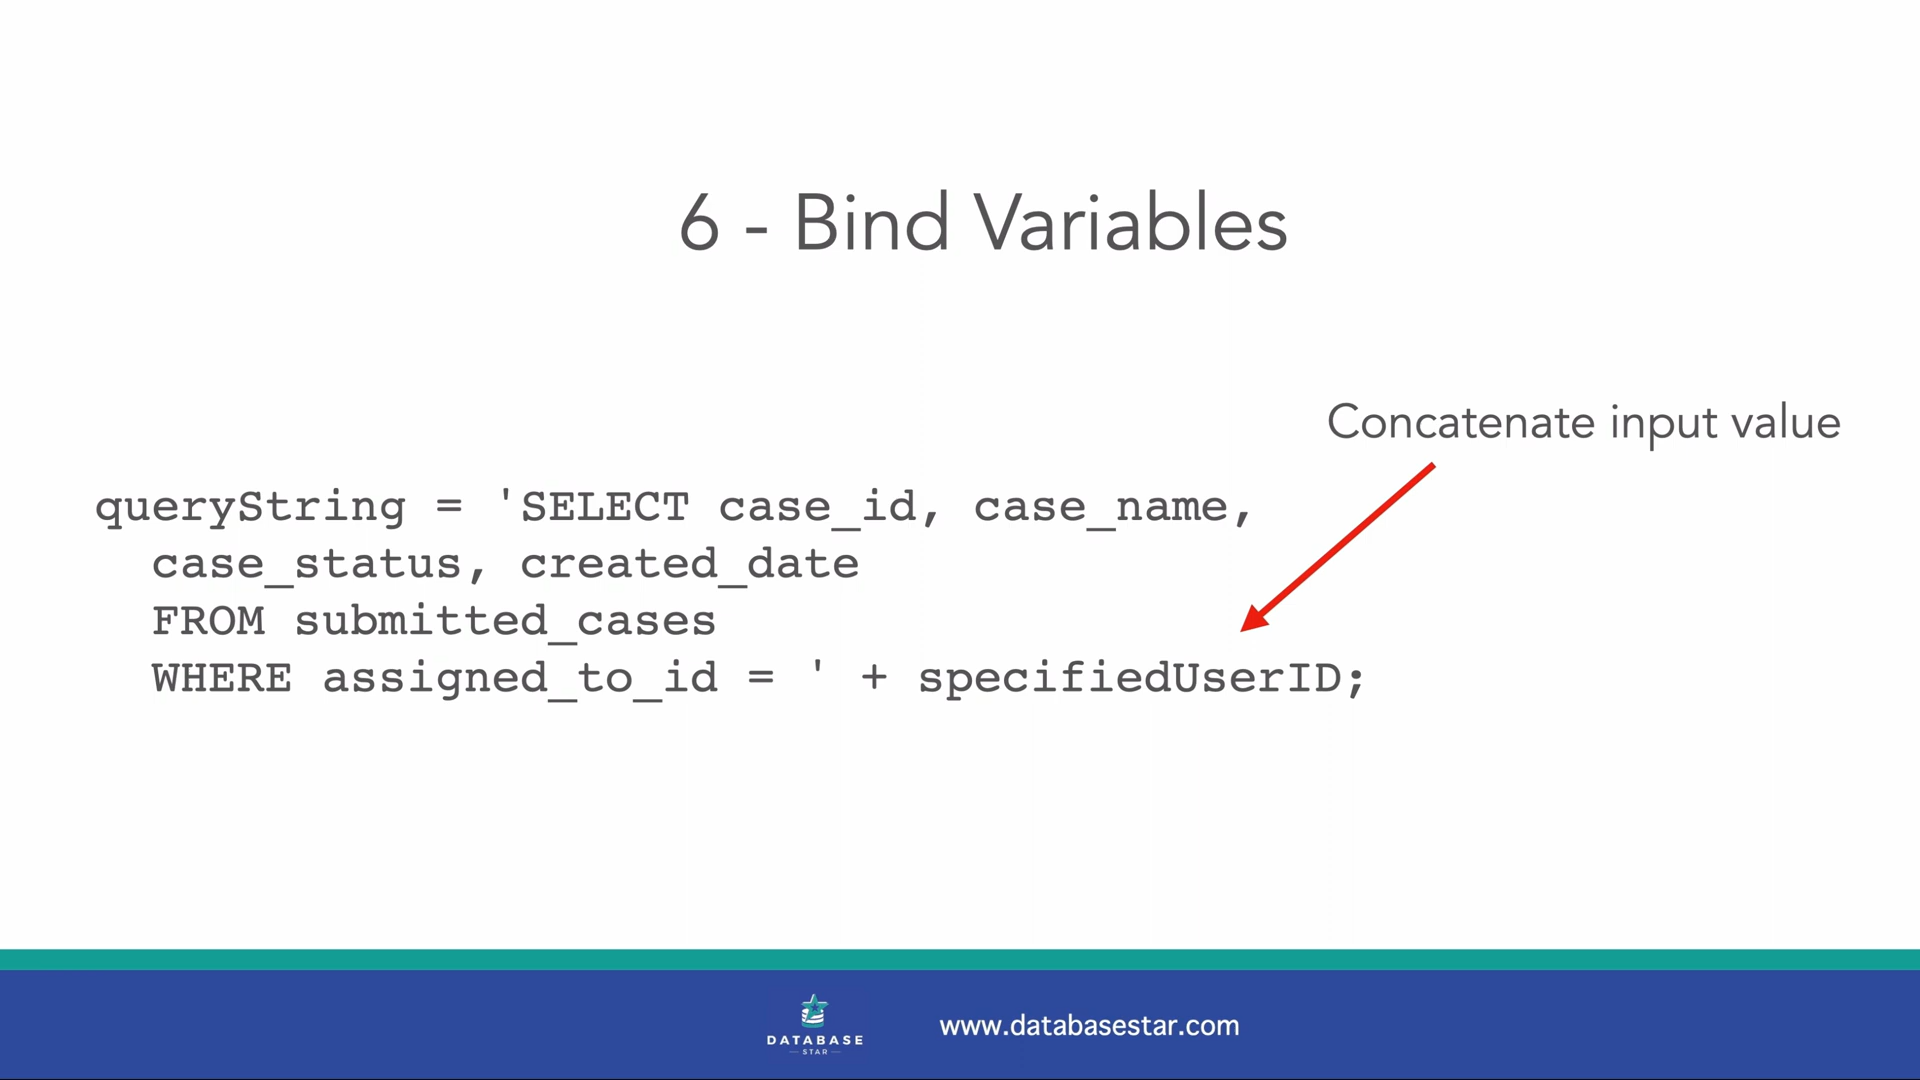 6 - Bind Variables
Concatenate input value
queryString = 'SELECT case_id, case_name,
case_status, created_date
FROM submitted_cases
WHERE assigned_to_id = ' + specifiedUserID;
DATABASE
STAR
www.databasestar.com